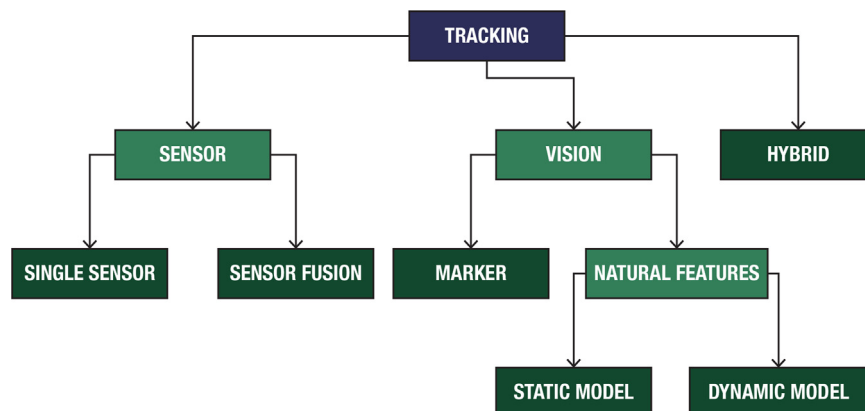 TRACKING
SENSOR
VISION
HYBRID
SINGLE SENSOR
SENSOR FUSION
MARKER
NATURAL FEATURES
STATIC MODEL
DYNAMIC MODEL